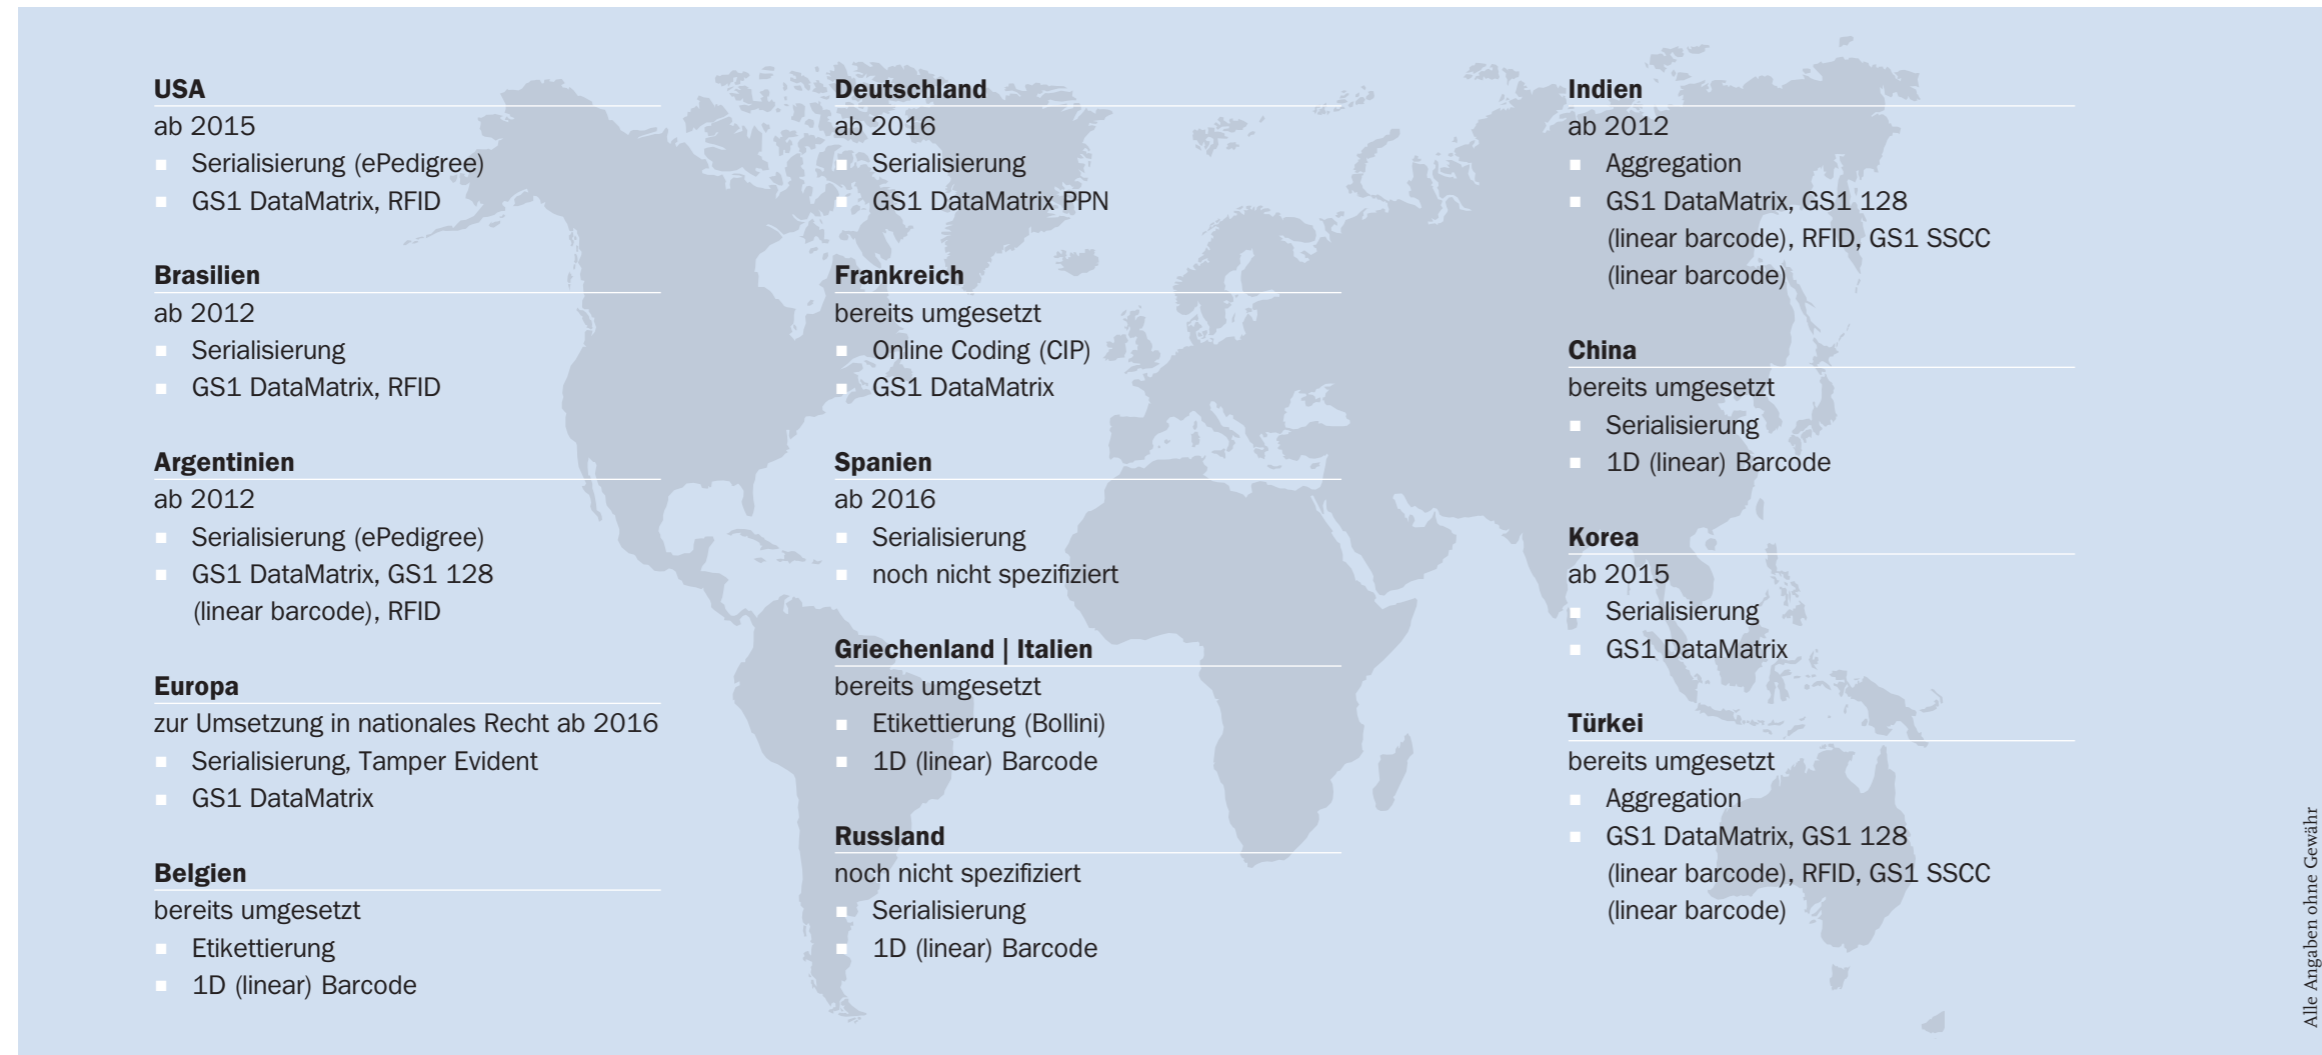 USA
ab 2015
Serialisierung (ePedigree)
GS1 DataMatrix, RFID
Brasilien
ab 2012
Serialisierung
GS1 DataMatrix, RFID
Argentinien
ab 2012
Serialisierung (ePedigree)
GS1 DataMatrix, GS1 128
(linear barcode), RFID
Europa
zur Umsetzung in nationales Recht ab 2016
Serialisierung, Tamper Evident
GS1 DataMatrix
Belgien
bereits umgesetzt
Etikettierung
1D (linear) Barcode
Deutschland
ab 2016
Serialisierung
GS1 DataMatrix PPN
Frankreich
bereits umgesetzt
Online Coding (CIP)
GS1 DataMatrix
Spanien
ab 2016
Serialisierung
noch nicht spezifiziert
Griechenland | Italien
bereits umgesetzt
Etikettierung (Bollini)
1D (linear) Barcode
Russland
noch nicht spezifiziert
Serialisierung
1D (linear) Barcode
Indien
ab 2012
Aggregation
GS1 DataMatrix, GS1 128
(linear barcode), RFID, GS1 SSCC
(linear barcode)
China
bereits umgesetzt
Serialisierung
1D (linear) Barcode
Korea
ab 2015
Serialisierung
GS1 DataMatrix
Türkei
bereits umgesetzt
Aggregation
GS1 DataMatrix, GS1 128
(linear barcode), RFID, GS1 SSCC
(linear barcode)
Alle Angaben ohne Gewähr